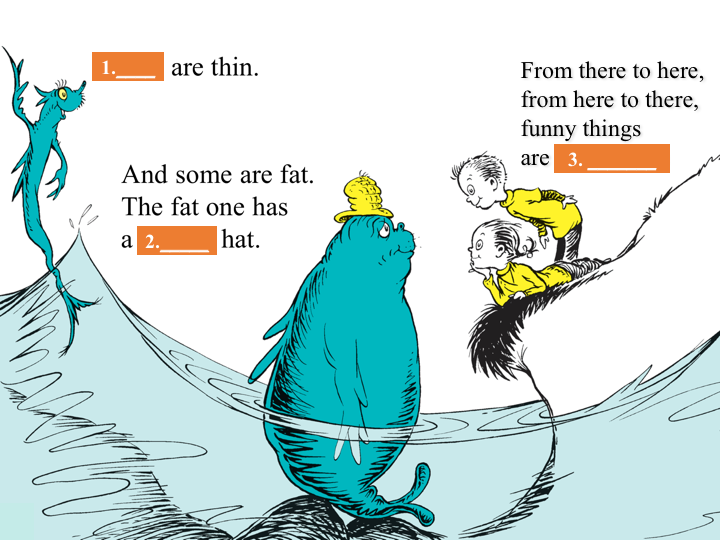 1.____ are thin.
And some are fat.
The fat one has
a 2._____ hat.
From there to here,
from here to there,
funny things
are 3. _______